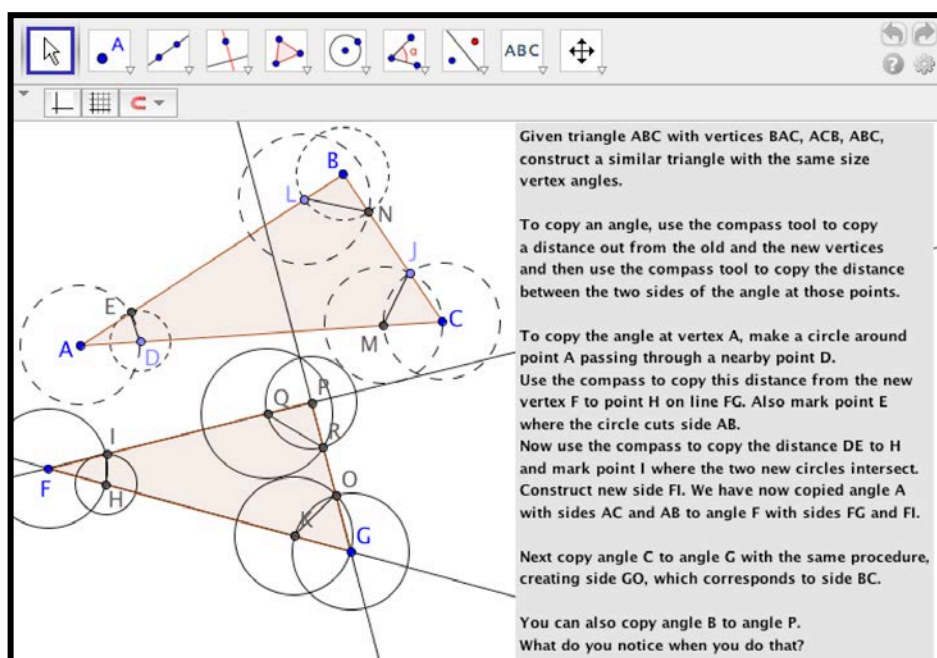 A
α
ABC
Given triangle ABC with vertices BAC, ACB, ABC,
construct a similar triangle with the same size
vertex angles.
To copy an angle, use the compass tool to copy
a distance out from the old and the new vertices
and then use the compass tool to copy the distance
between the two sides of the angle at those points.
To copy the angle at vertex A, make a circle around
point A passing through a nearby point D.
Use the compass to copy this distance from the new
vertex F to point H on line FG. Also mark point E
where the circle cuts side AB.
Now use the compass to copy the distance DE to H
and mark point I where the two new circles intersect.
Construct new side FI. We have now copied angle A
with sides AC and AB to angle F with sides FG and FI.
Next copy angle C to angle G with the same procedure,
creating side GO, which corresponds to side BC.
You can also copy angle B to angle P.
What do you notice when you do that?
B
L
N
J
E
A
D
M
C
P
Q
I
R
F
H
O
K
G
?